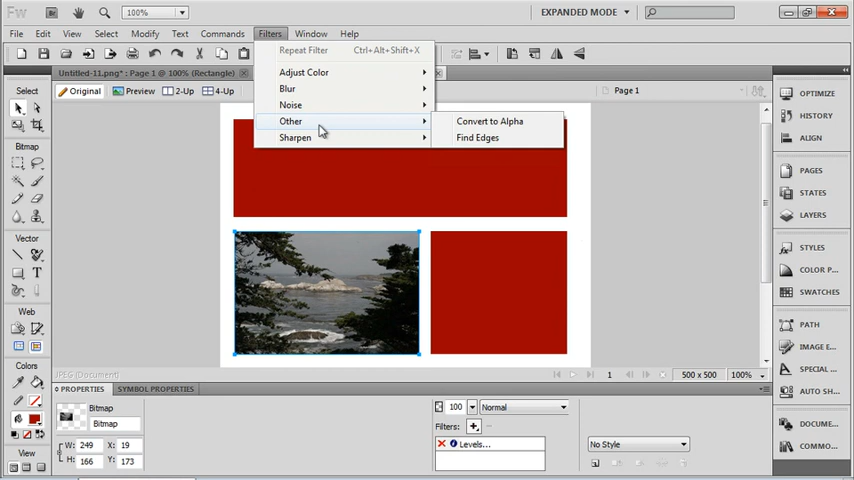 Fw 100% EXPANDED MODE
File Edit View Select Modify Text Commands Filters Window Help
Untitled-11.png* : Page 1 @ 100% (Rectangle)
Original Preview 2-Up 4-Up Page 1
Repeat Filter Ctrl+Alt+Shift+X
Adjust Color
Blur
Noise
Other
Sharpen
Convert to Alpha
Find Edges
Select
Bitmap
Vector
Web
Colors
View
OPTIMIZE
HISTORY
ALIGN
PAGES
STATES
LAYERS
STYLES
COLOR P...
SWATCHES
PATH
IMAGE E...
SPECIAL ...
AUTO SH...
DOCUME...
COMMO...
JPEG (Document) 1 500 x 500 100%
PROPERTIES SYMBOL PROPERTIES
Bitmap
Bitmap
W: 249 X: 19
H: 166 Y: 173
100 Normal
Filters:
Levels...
No Style